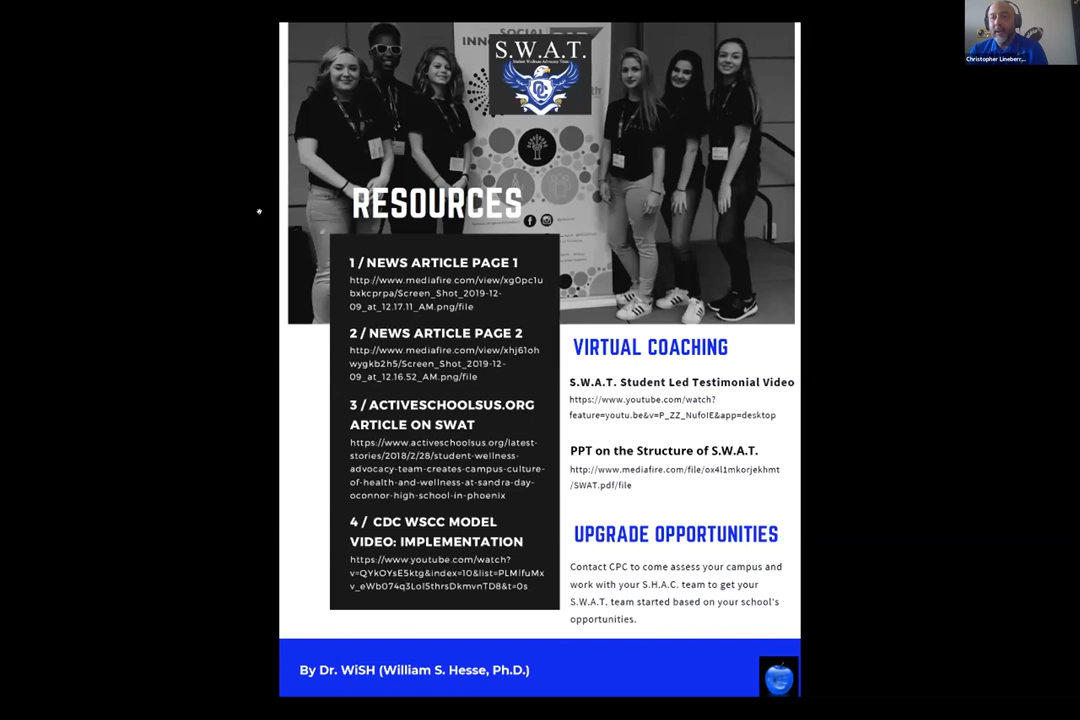 Christopher Lineberr...
SOCIAL
S.W.A.T.
Student Wellness Advocacy Team
OC
RESOURCES
1 / NEWS ARTICLE PAGE 1
http://www.mediafire.com/view/xg0pc1u
bxkcprpa/Screen_Shot_2019-12-
09_at_12.17.11_AM.png/file
2 / NEWS ARTICLE PAGE 2
http://www.mediafire.com/view/xhj61oh
wygkb2h5/Screen_Shot_2019-12-
09_at_12.16.52_AM.png/file
3 / ACTIVESCHOOLSUS.ORG
ARTICLE ON SWAT
https://www.activeschoolsus.org/latest-
stories/2018/2/28/student-wellness-
advocacy-team-creates-campus-culture-
of-health-and-wellness-at-sandra-day-
oconnor-high-school-in-phoenix
4 / CDC WSCC MODEL
VIDEO: IMPLEMENTATION
https://www.youtube.com/watch?
v=QYkOYsE5ktg&index=10&list=PLMlfuMx
v_eWb074q3Lol5thrsDkmvnTD8&t=0s
VIRTUAL COACHING
S.W.A.T. Student Led Testimonial Video
https://www.youtube.com/watch?
feature=youtu.be&v=P_ZZ_NufoIE&app=desktop
PPT on the Structure of S.W.A.T.
http://www.mediafire.com/file/ox4l1mkorjekhmt
/SWAT.pdf/file
UPGRADE OPPORTUNITIES
Contact CPC to come assess your campus and
work with your S.H.A.C. team to get your
S.W.A.T. team started based on your school's
opportunities.
By Dr. WiSH (William S. Hesse, Ph.D.)